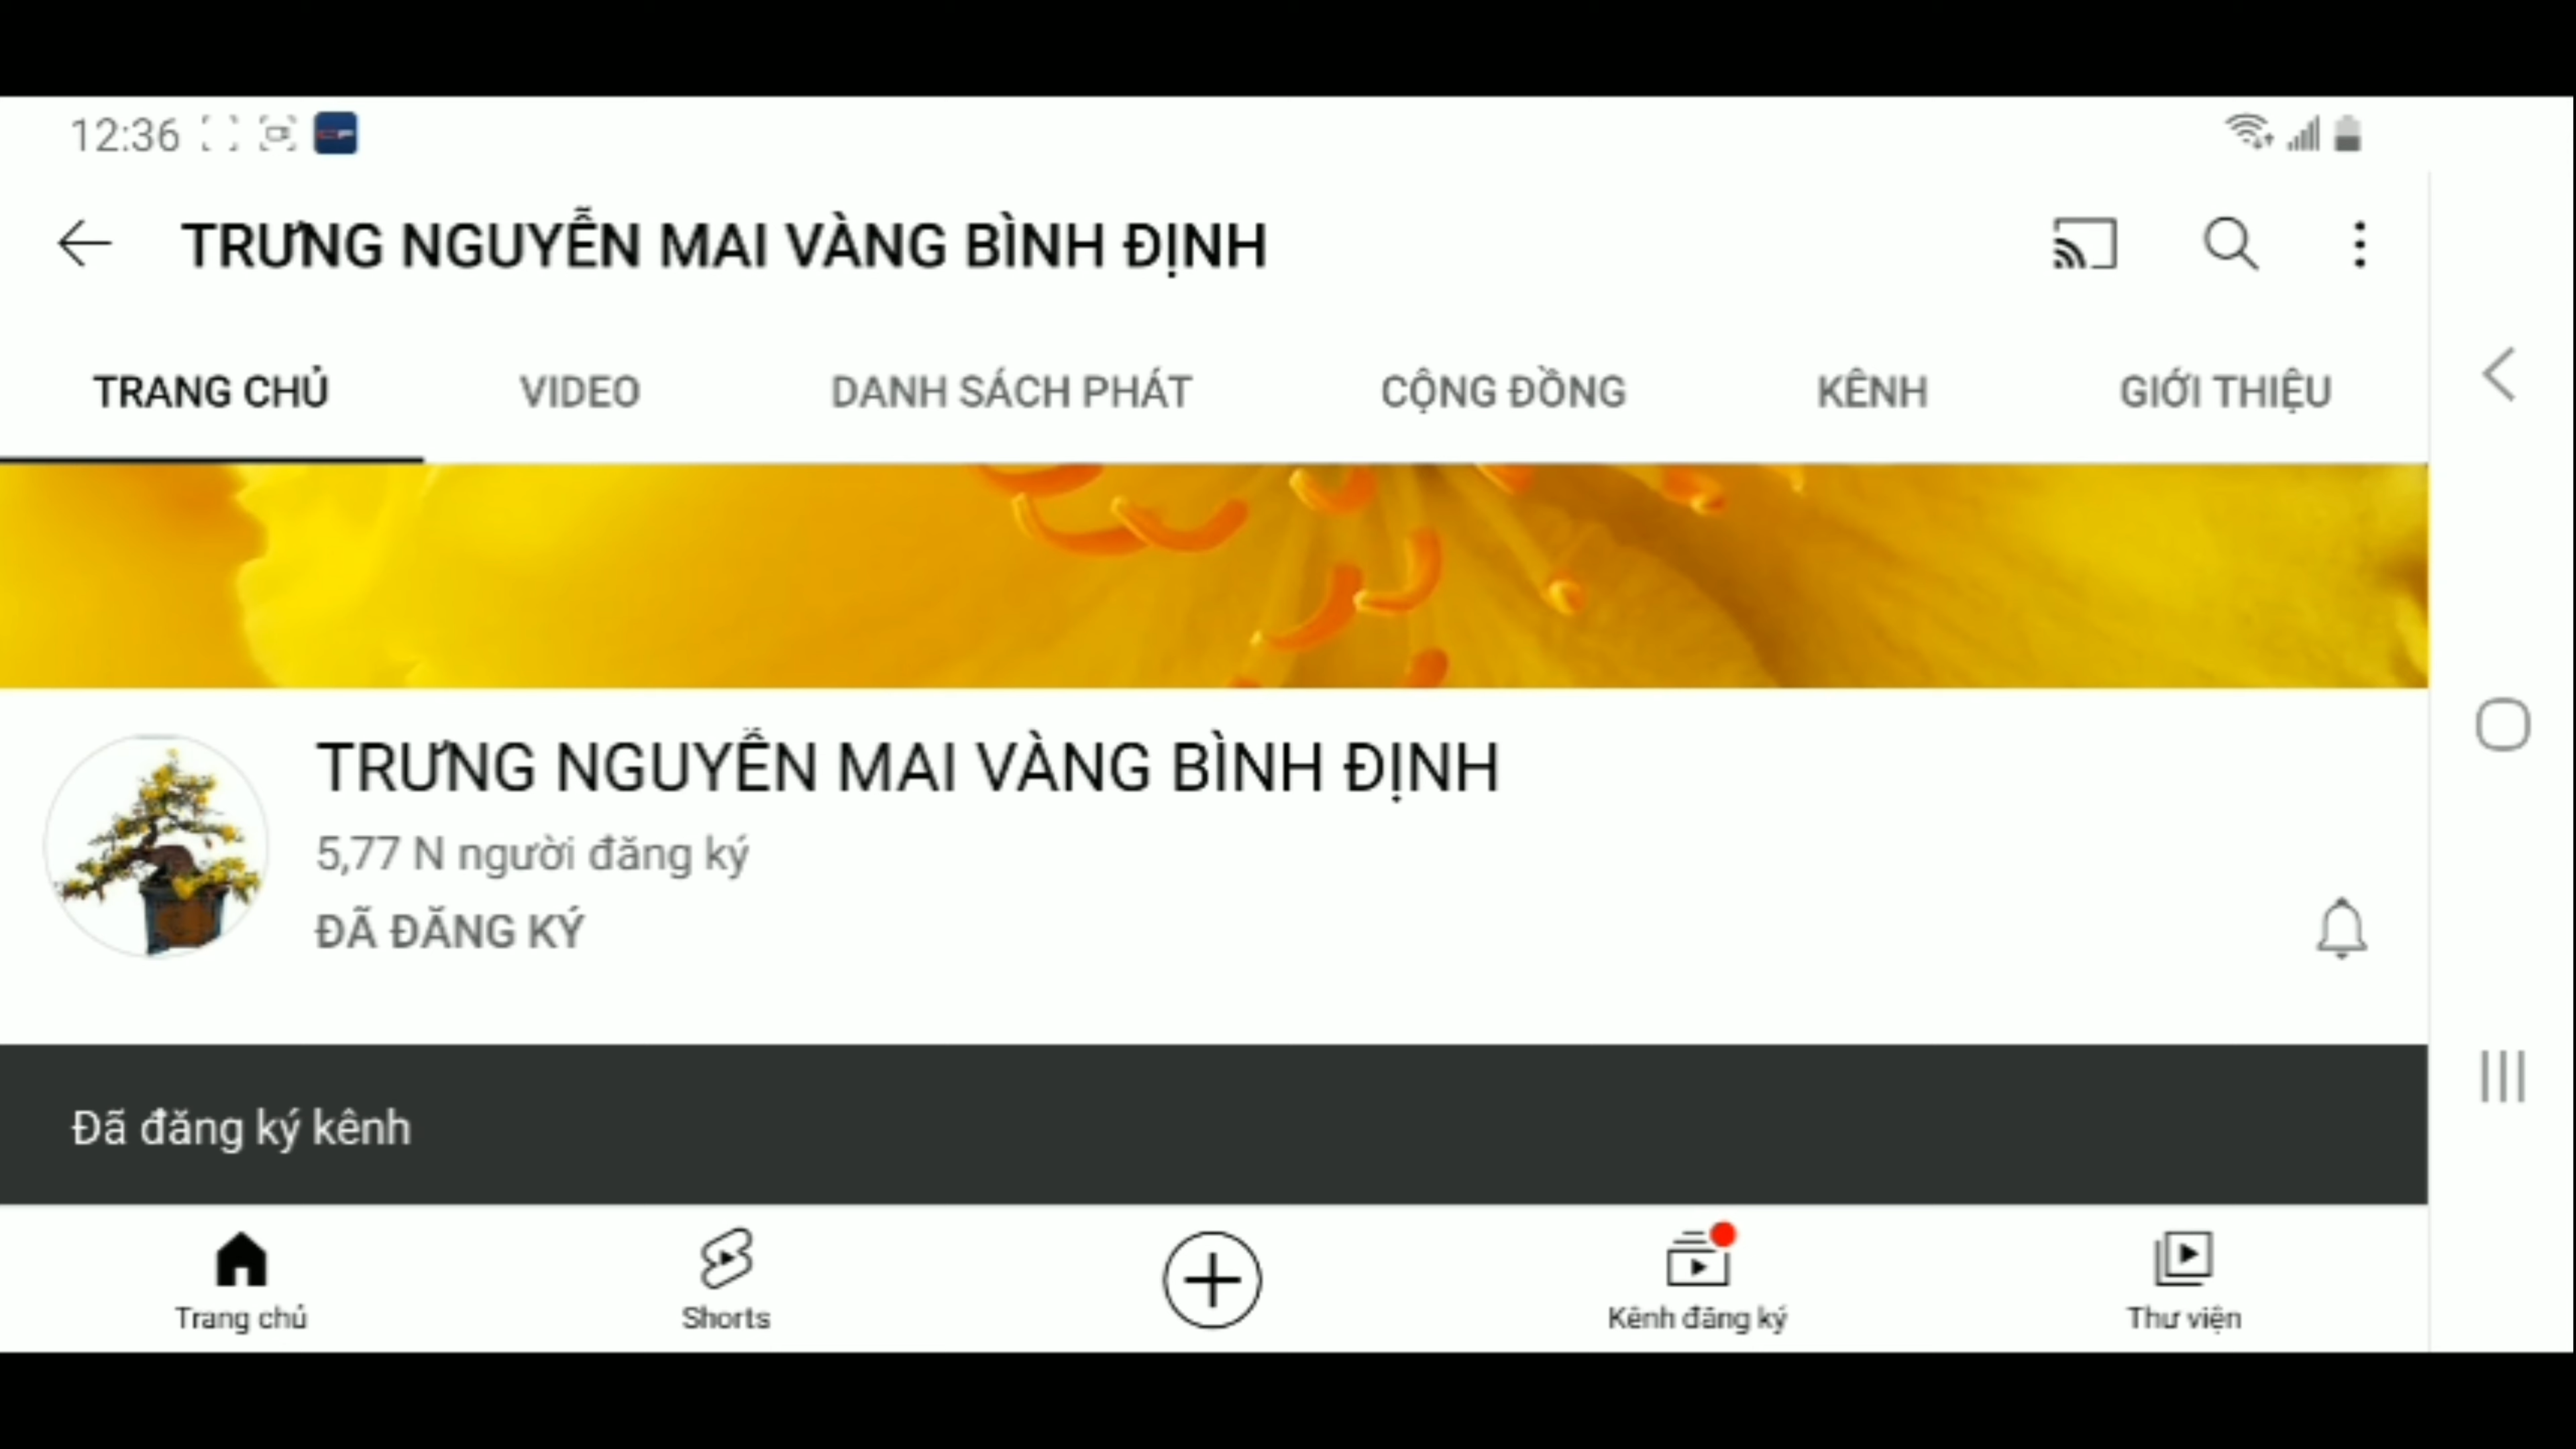 12:36
TRƯNG NGUYỄN MAI VÀNG BÌNH ĐỊNH
TRANG CHỦ VIDEO DANH SÁCH PHÁT CỘNG ĐỒNG KÊNH GIỚI THIỆU
TRƯNG NGUYỄN MAI VÀNG BÌNH ĐỊNH
5,77 N người đăng ký
ĐÃ ĐĂNG KÝ
Đã đăng ký kênh
Trang chủ Shorts Kênh đăng ký Thư viện